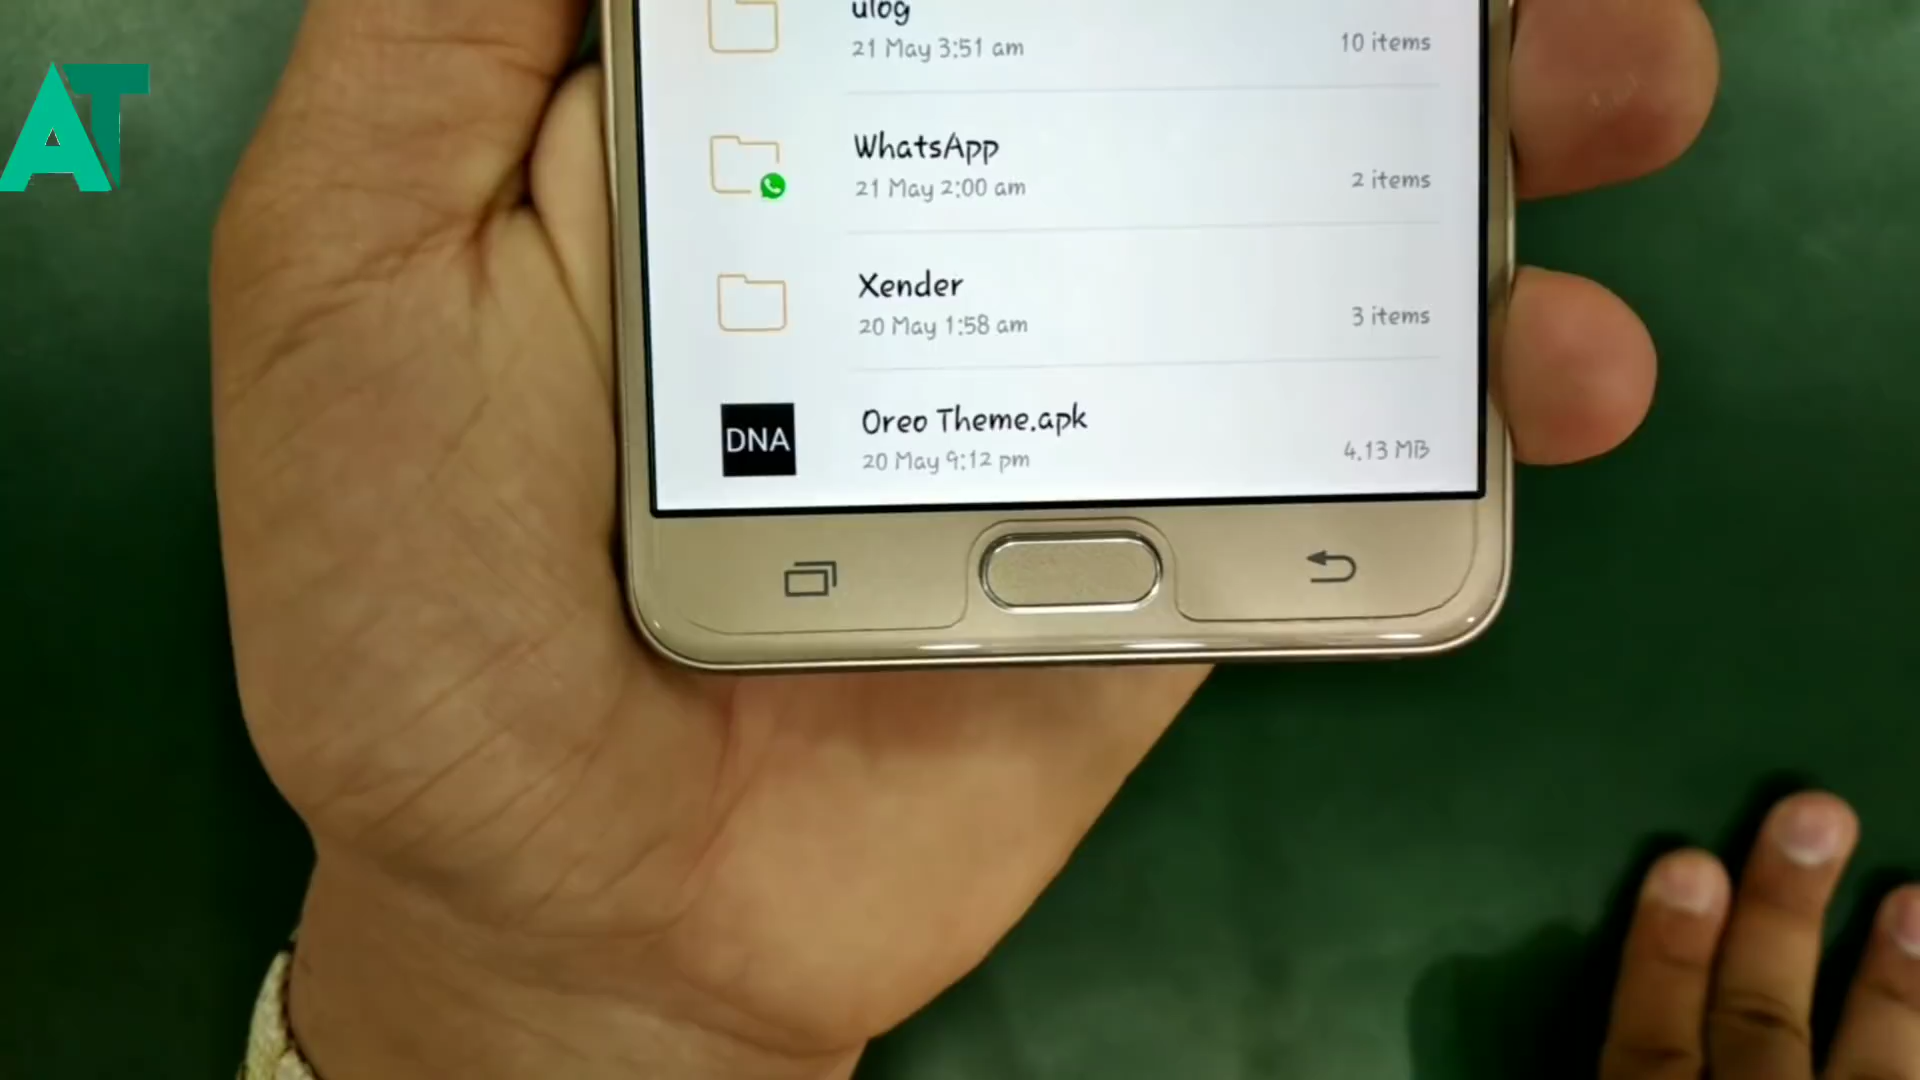 AT
ulog
21 May 3:51 am
10 items
WhatsApp
21 May 2:00 am
2 items
Xender
20 May 1:58 am
3 items
DNA
Oreo Theme.apk
20 May 9:12 pm
4.13 MB